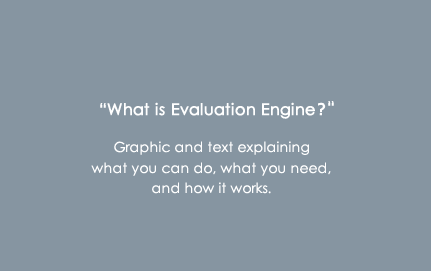 “What is Evaluation Engine?“
Graphic and text explaining
what you can do, what you need,
and how it works.